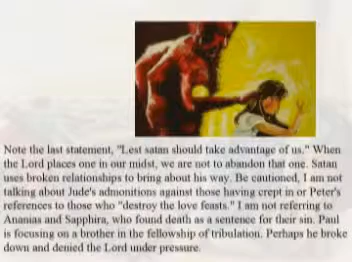 Note the last statement, "Lest satan should take advantage of us." When
the Lord places one in our midst, we are not to abandon that one. Satan
uses broken relationships to bring about his way. Be cautioned, I am not
talking about Jude's admonitions against those having crept in or Peter's
references to those who "destroy the love feasts." I am not referring to
Ananias and Sapphira, who found death as a sentence for their sin. Paul
is focusing on a brother in the fellowship of tribulation. Perhaps he broke
down and denied the Lord under pressure.